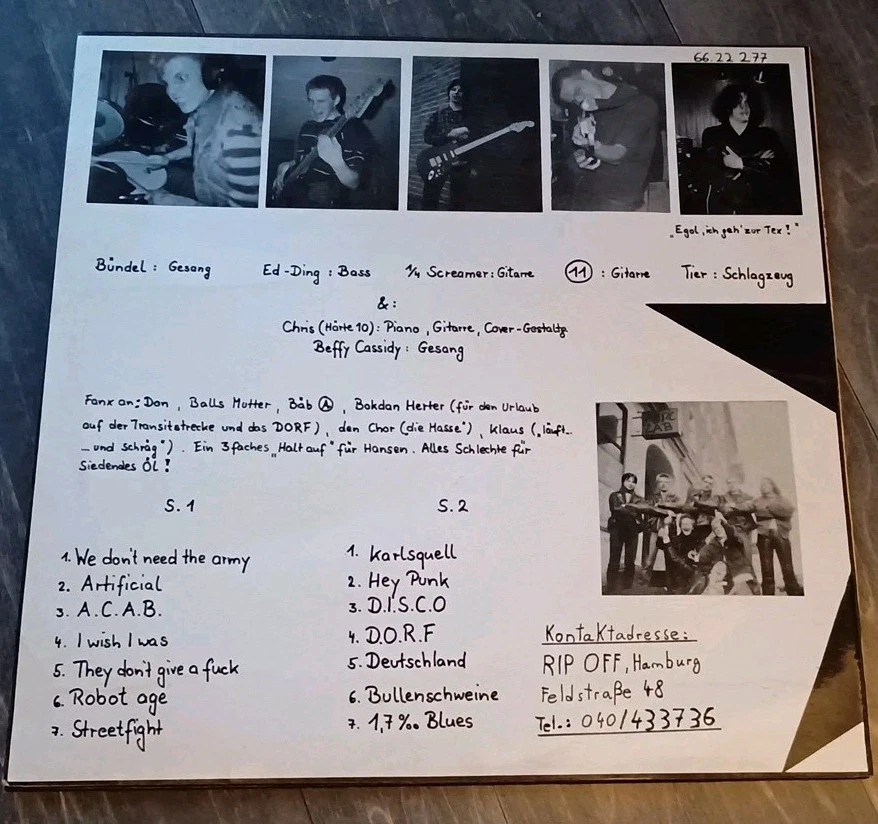 66.22 277
"Egol, ich geh' zur Tex!"
Bündel: Gesang Ed-Ding: Bass 1/4 Screamer: Gitarre 11: Gitarre Tier: Schlagzeug
&:
Chris (Härte 10): Piano, Gitarre, Cover-Gestaltg
Beffy Cassidy: Gesang
Fanx an: Don, Balls Mutter, Bäb Ⓐ, Bokdan Herter (für den Urlaub
auf der Transitstrecke und das DORF), den Chor (die Masse"), Klaus ("läuft...
... und schräg"). Ein 3faches "Halt auf" für Hansen. Alles Schlechte für
Siedendes Öl!
S. 1
1. We don't need the army
2. Artificial
3. A.C.A.B.
4. I wish I was
5. They don't give a fuck
6. Robot age
7. Streetfight
S. 2
1. Karlsquell
2. Hey Punk
3. D.I.S.C.O
4. D.O.R.F
5. Deutschland
6. Bullenschweine
7. 1,7‰ Blues
Kontaktadresse:
RIP OFF, Hamburg
Feldstraße 48
Tel.: 040/433736